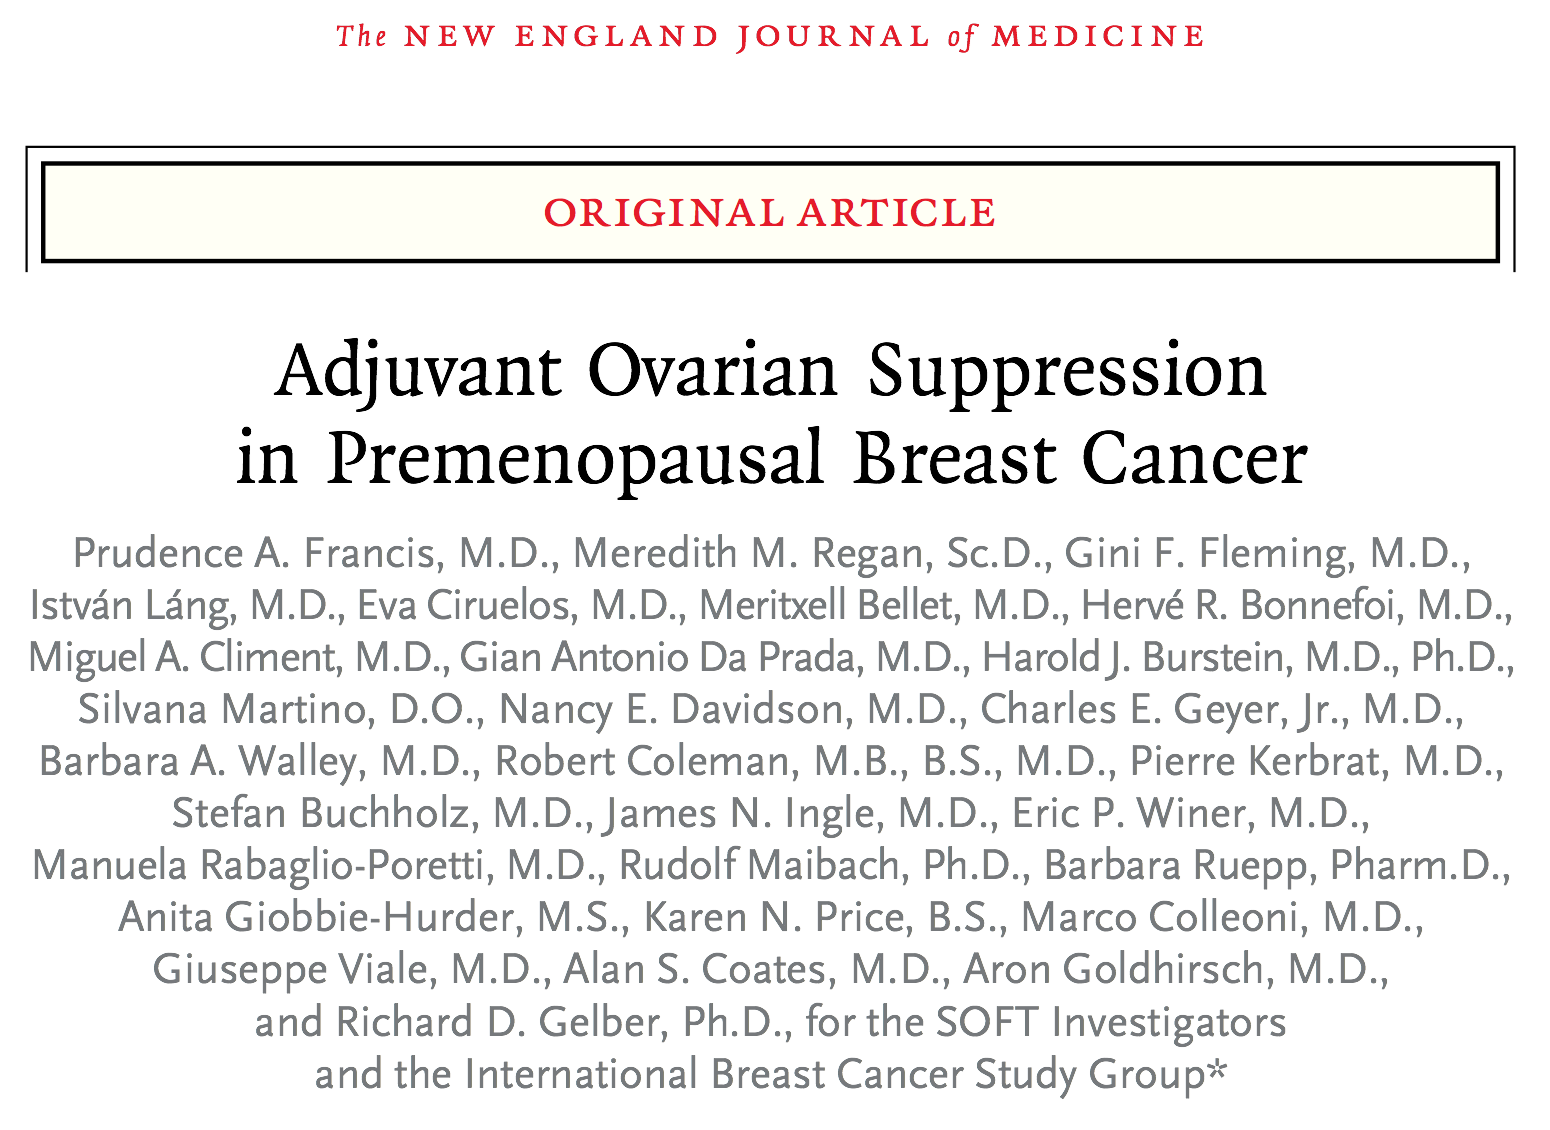 The NEW ENGLAND JOURNAL of MEDICINE
ORIGINAL ARTICLE
Adjuvant Ovarian Suppression
in Premenopausal Breast Cancer
Prudence A. Francis, M.D., Meredith M. Regan, Sc.D., Gini F. Fleming, M.D.,
István Láng, M.D., Eva Ciruelos, M.D., Meritxell Bellet, M.D., Hervé R. Bonnefoi, M.D.,
Miguel A. Climent, M.D., Gian Antonio Da Prada, M.D., Harold J. Burstein, M.D., Ph.D.,
Silvana Martino, D.O., Nancy E. Davidson, M.D., Charles E. Geyer, Jr., M.D.,
Barbara A. Walley, M.D., Robert Coleman, M.B., B.S., M.D., Pierre Kerbrat, M.D.,
Stefan Buchholz, M.D., James N. Ingle, M.D., Eric P. Winer, M.D.,
Manuela Rabaglio-Poretti, M.D., Rudolf Maibach, Ph.D., Barbara Ruepp, Pharm.D.,
Anita Giobbie-Hurder, M.S., Karen N. Price, B.S., Marco Colleoni, M.D.,
Giuseppe Viale, M.D., Alan S. Coates, M.D., Aron Goldhirsch, M.D.,
and Richard D. Gelber, Ph.D., for the SOFT Investigators
and the International Breast Cancer Study Group*